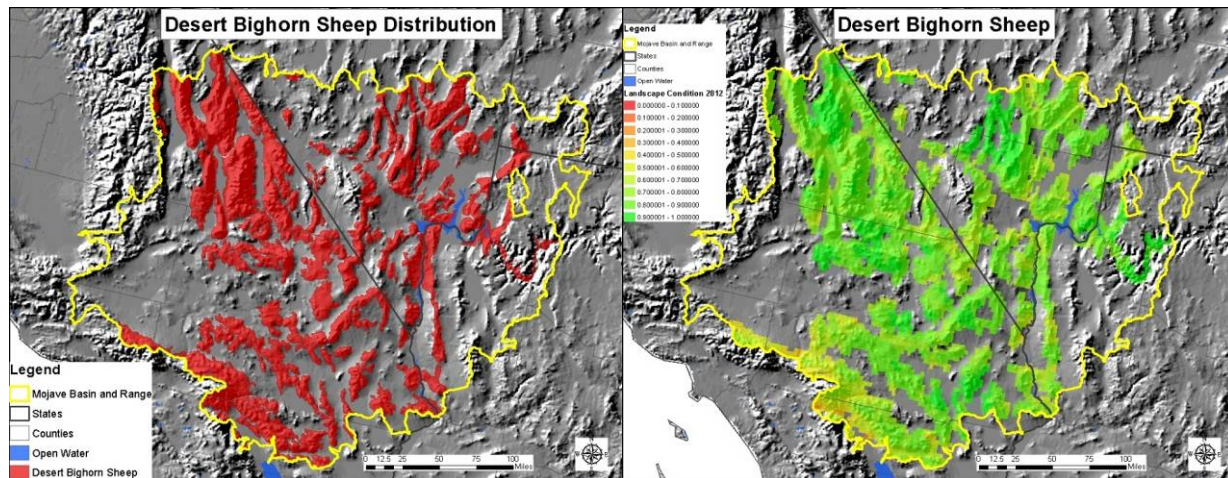 Desert Bighorn Sheep Distribution
Legend
Mojave Basin and Range
States
Counties
Open Water
Desert Bighorn Sheep
0 12.5 25 50 75 100
Miles
N
W E
S
Desert Bighorn Sheep
Legend
Mojave Basin and Range
States
Counties
Open Water
Landscape Condition 2012
0.000000 - 0.100000
0.100001 - 0.200000
0.200001 - 0.300000
0.300001 - 0.400000
0.400001 - 0.500000
0.500001 - 0.600000
0.600001 - 0.700000
0.700001 - 0.800000
0.800001 - 0.900000
0.900001 - 1.000000
0 12.5 25 50 75 100
Miles
N
W E
S